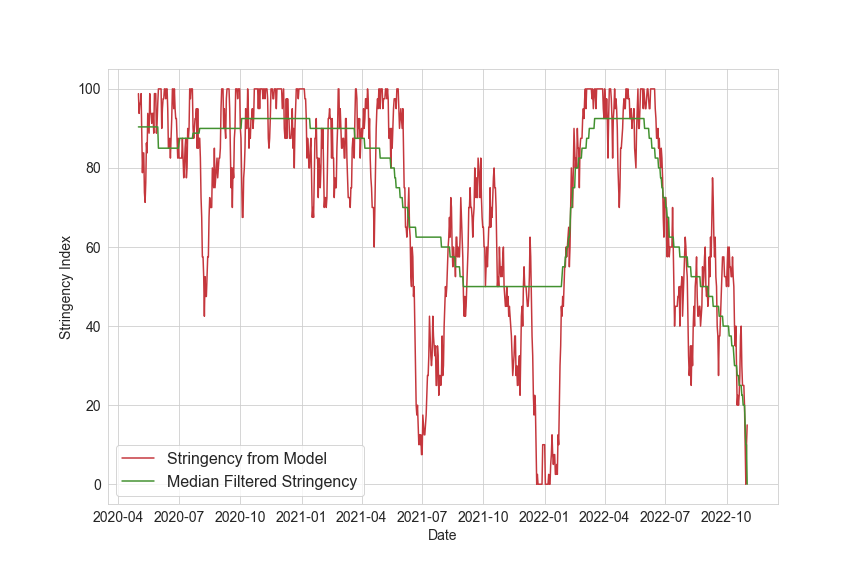 100
80
60
40
20
0
Stringency Index
Stringency from Model
Median Filtered Stringency
2020-04 2020-07 2020-10 2021-01 2021-04 2021-07 2021-10 2022-01 2022-04 2022-07 2022-10
Date